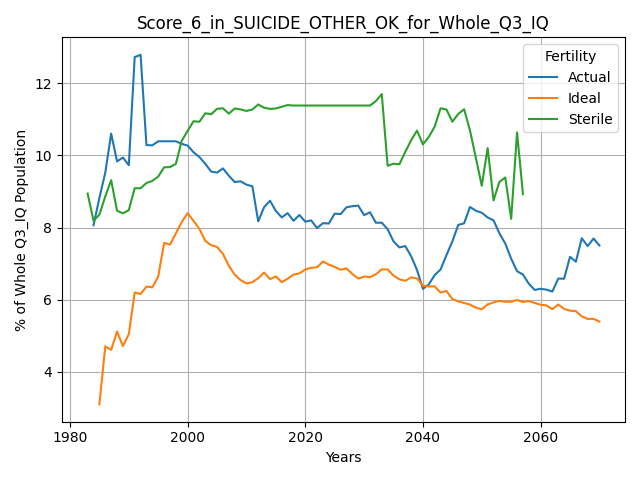 Score_6_in_SUICIDE_OTHER_OK_for_Whole_Q3_IQ
Fertility
Actual
Ideal
Sterile
% of Whole Q3_IQ Population
12
10
8
6
4
1980
2000
2020
2040
2060
Years